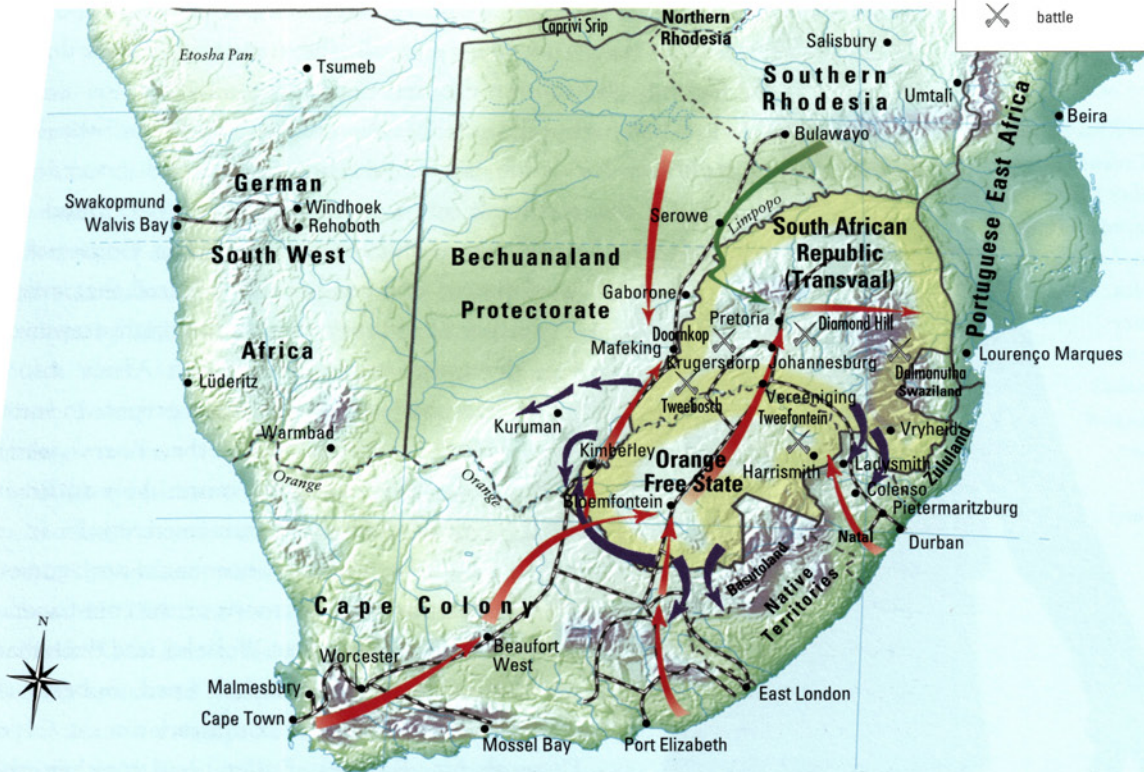 battle
Caprivi Srip
Northern
Rhodesia
Salisbury
Etosha Pan
Tsumeb
Southern
Rhodesia
Umtali
Beira
Bulawayo
Portuguese East Africa
German
Swakopmund
Windhoek
Walvis Bay
Rehoboth
South West
Africa
Serowe
Limpopo
South African
Republic
(Transvaal)
Bechuanaland
Protectorate
Gaborone
Pretoria
Diamond Hill
Doornkop
Mafeking
Krugersdorp
Johannesburg
Lourenço Marques
Dalmanutha
Swaziland
Lüderitz
Tweebosch
Vereeniging
Tweefontein
Kuruman
Vryheid
Warmbad
Zululand
Kimberley
Orange
Free State
Harrismith
Ladysmith
Orange
Orange
Colenso
Bloemfontein
Pietermaritzburg
Natal
Durban
Basutoland
Native
Territories
Cape Colony
N
Beaufort
West
Worcester
Malmesbury
East London
Cape Town
Mossel Bay
Port Elizabeth